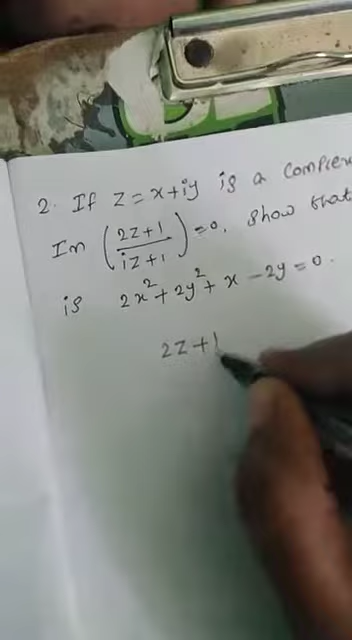 2. If z = x+iy is a complex
Im (2z+1 / iz+1) = 0, show that
is 2x² + 2y² + x - 2y = 0.
2z+1